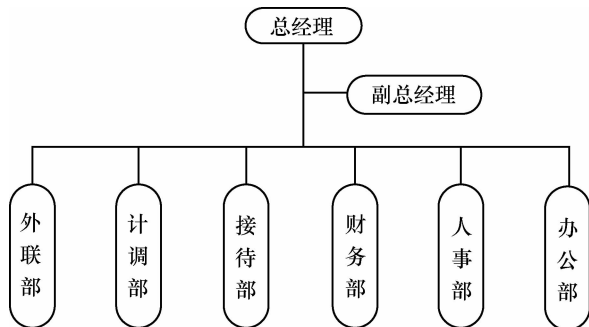 总经理
副总经理
外联部
计调部
接待部
财务部
人事部
办公部